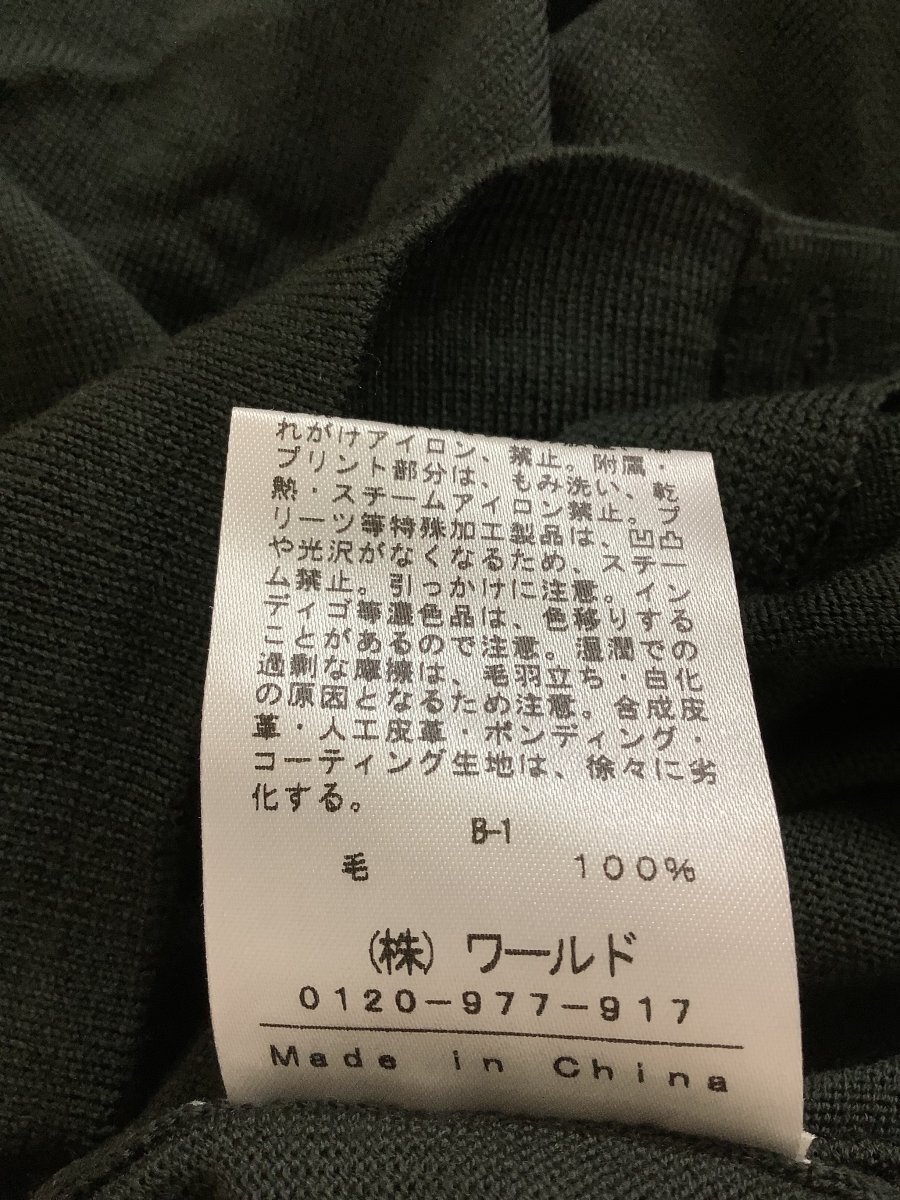 れがけアイロン、禁止。附属・
プリント部分は、もみ洗い、乾
熱・スチームアイロン禁止。プ
リーツ等特殊加工製品は、凹凸
や光沢がなくなるため、スチー
ム禁止。引っかけに注意。イン
ディゴ等濃色品は、色移りする
ことがあるので注意。湿潤での
過剰な摩擦は、毛羽立ち・白化
の原因となるため注意。合成皮
革・人工皮革・ボンディング・
コーティング生地は、徐々に劣
化する。
B-1
毛 100%
(株) ワールド
0120-977-917
Made in China